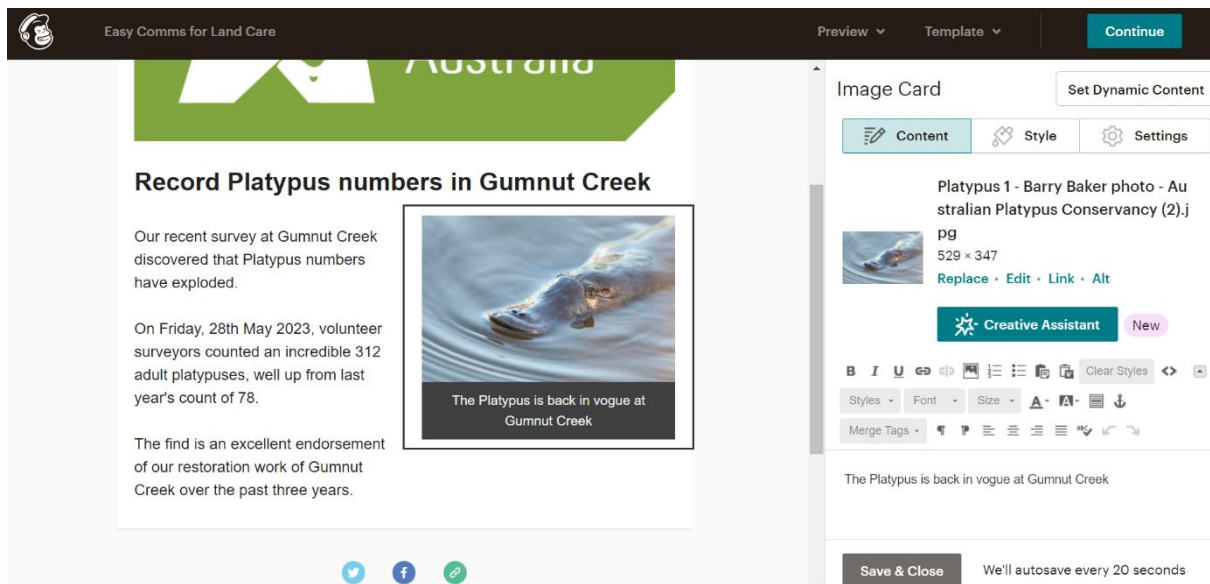 Easy Comms for Land Care
Preview
Template
Continue
Australia
Record Platypus numbers in Gumnut Creek
Our recent survey at Gumnut Creek
discovered that Platypus numbers
have exploded.
On Friday, 28th May 2023, volunteer
surveyors counted an incredible 312
adult platypuses, well up from last
year's count of 78.
The find is an excellent endorsement
of our restoration work of Gumnut
Creek over the past three years.
The Platypus is back in vogue at
Gumnut Creek
Image Card
Set Dynamic Content
Content
Style
Settings
Platypus 1 - Barry Baker photo - Au
stralian Platypus Conservancy (2).j
pg
529 × 347
Replace • Edit • Link • Alt
Creative Assistant
New
B I U Clear Styles <>
Styles Font Size A A
Merge Tags ¶ ABC
The Platypus is back in vogue at Gumnut Creek
Save & Close
We'll autosave every 20 seconds